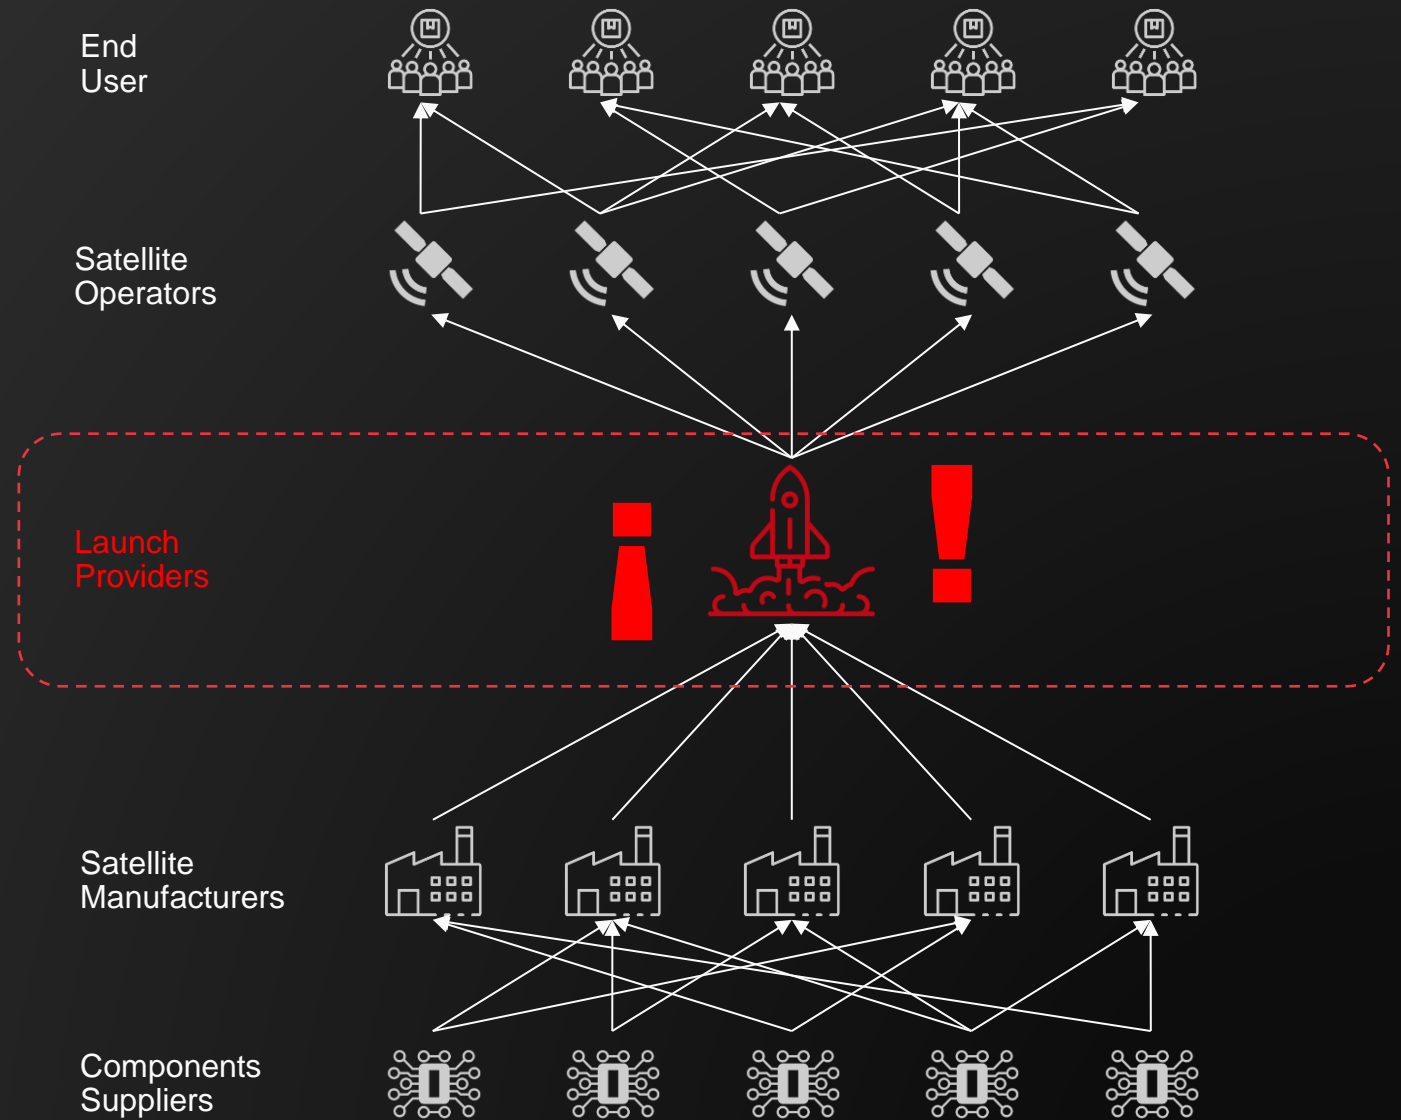 End
User
Satellite
Operators
Launch
Providers
¡
!
Satellite
Manufacturers
Components
Suppliers